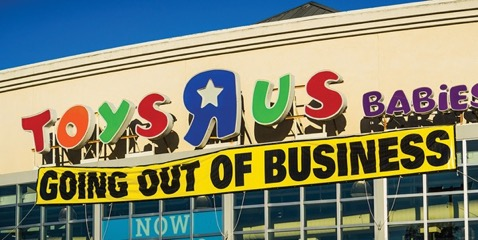 TOYS R US BABIES
GOING OUT OF BUSINESS
NOW